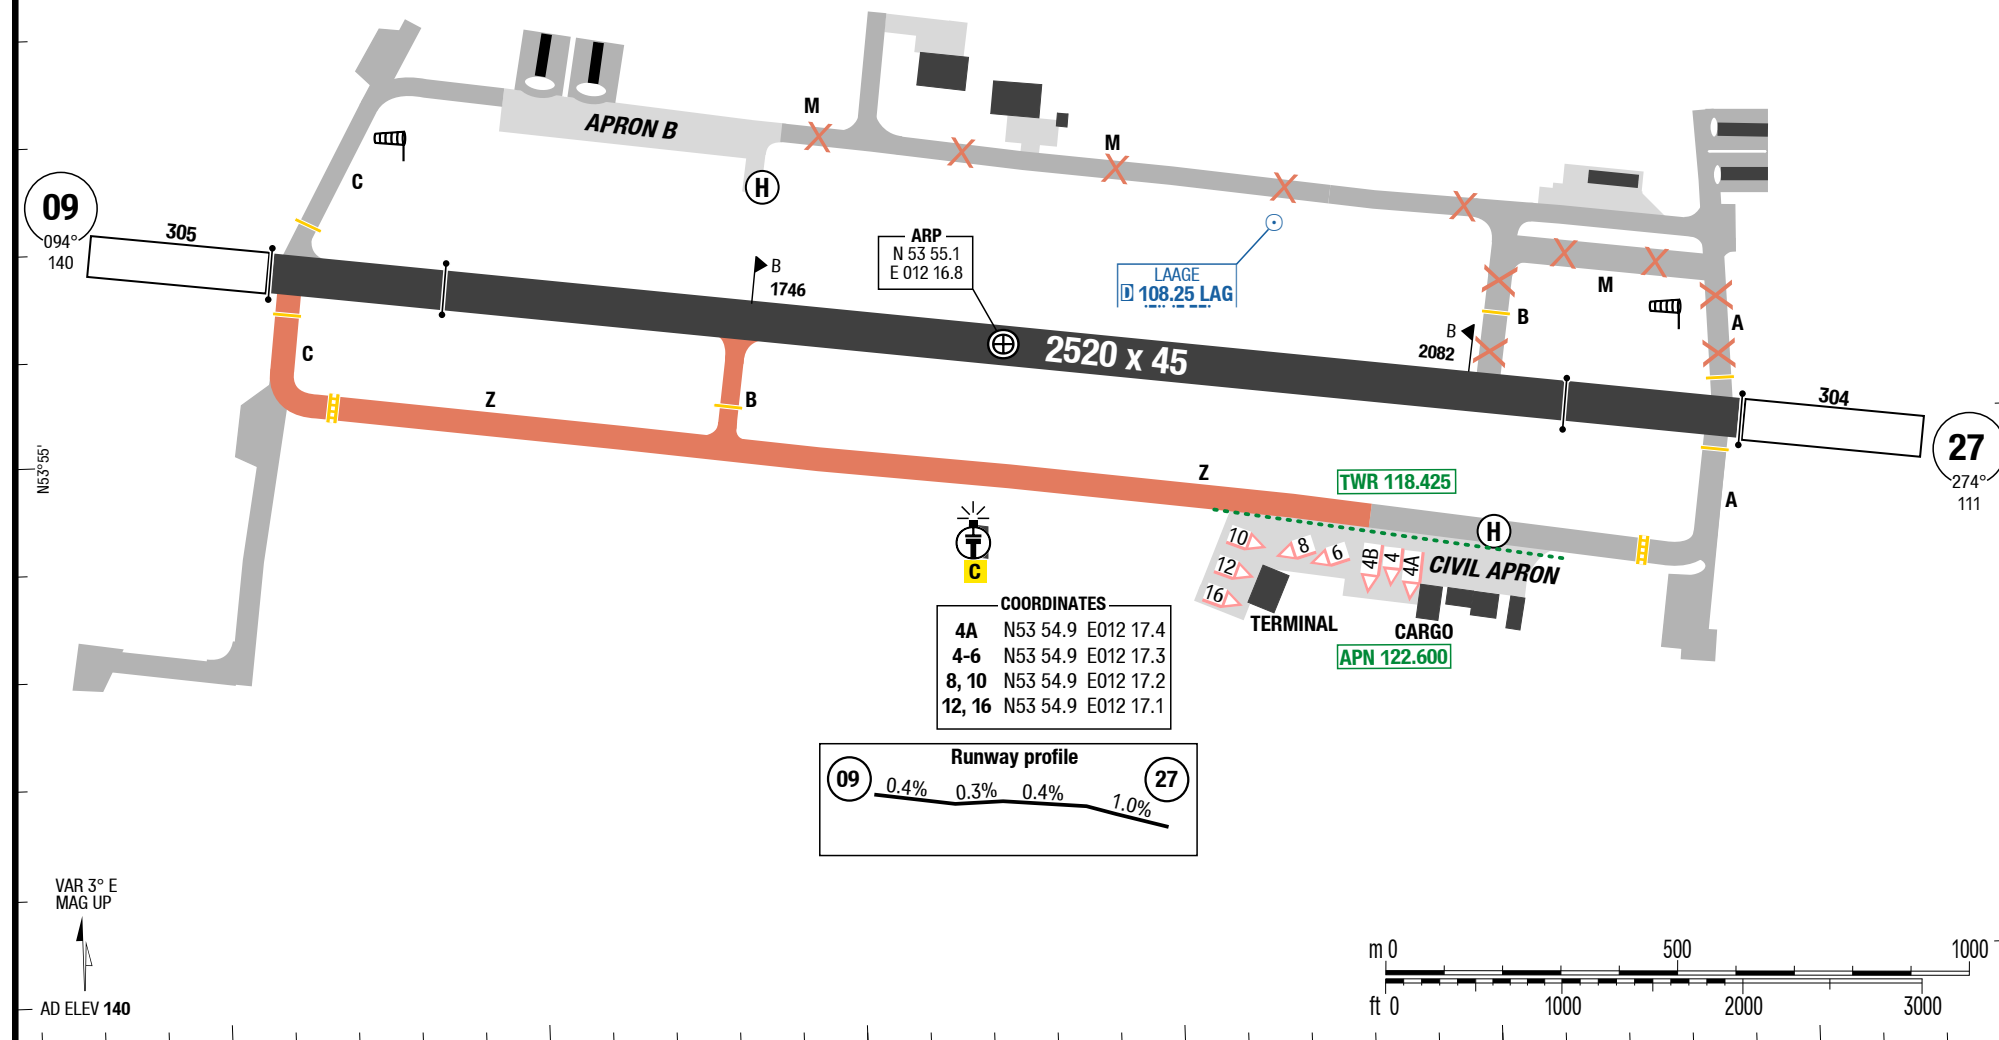 M
APRON B
M
C
H
09
094°
140
305
ARP
N 53 55.1
E 012 16.8
B
1746
LAAGE
D 108.25 LAG
M
B
A
B
2082
2520 x 45
304
27
274°
111
C
Z
B
Z
N53°55'
TWR 118.425
A
H
10
8
6
4B
4
4A
CIVIL APRON
12
16
TERMINAL
CARGO
APN 122.600
C
COORDINATES
4A N53 54.9 E012 17.4
4-6 N53 54.9 E012 17.3
8, 10 N53 54.9 E012 17.2
12, 16 N53 54.9 E012 17.1
Runway profile
09 0.4% 0.3% 0.4% 1.0% 27
VAR 3° E
MAG UP
AD ELEV 140
m 0 500 1000
ft 0 1000 2000 3000